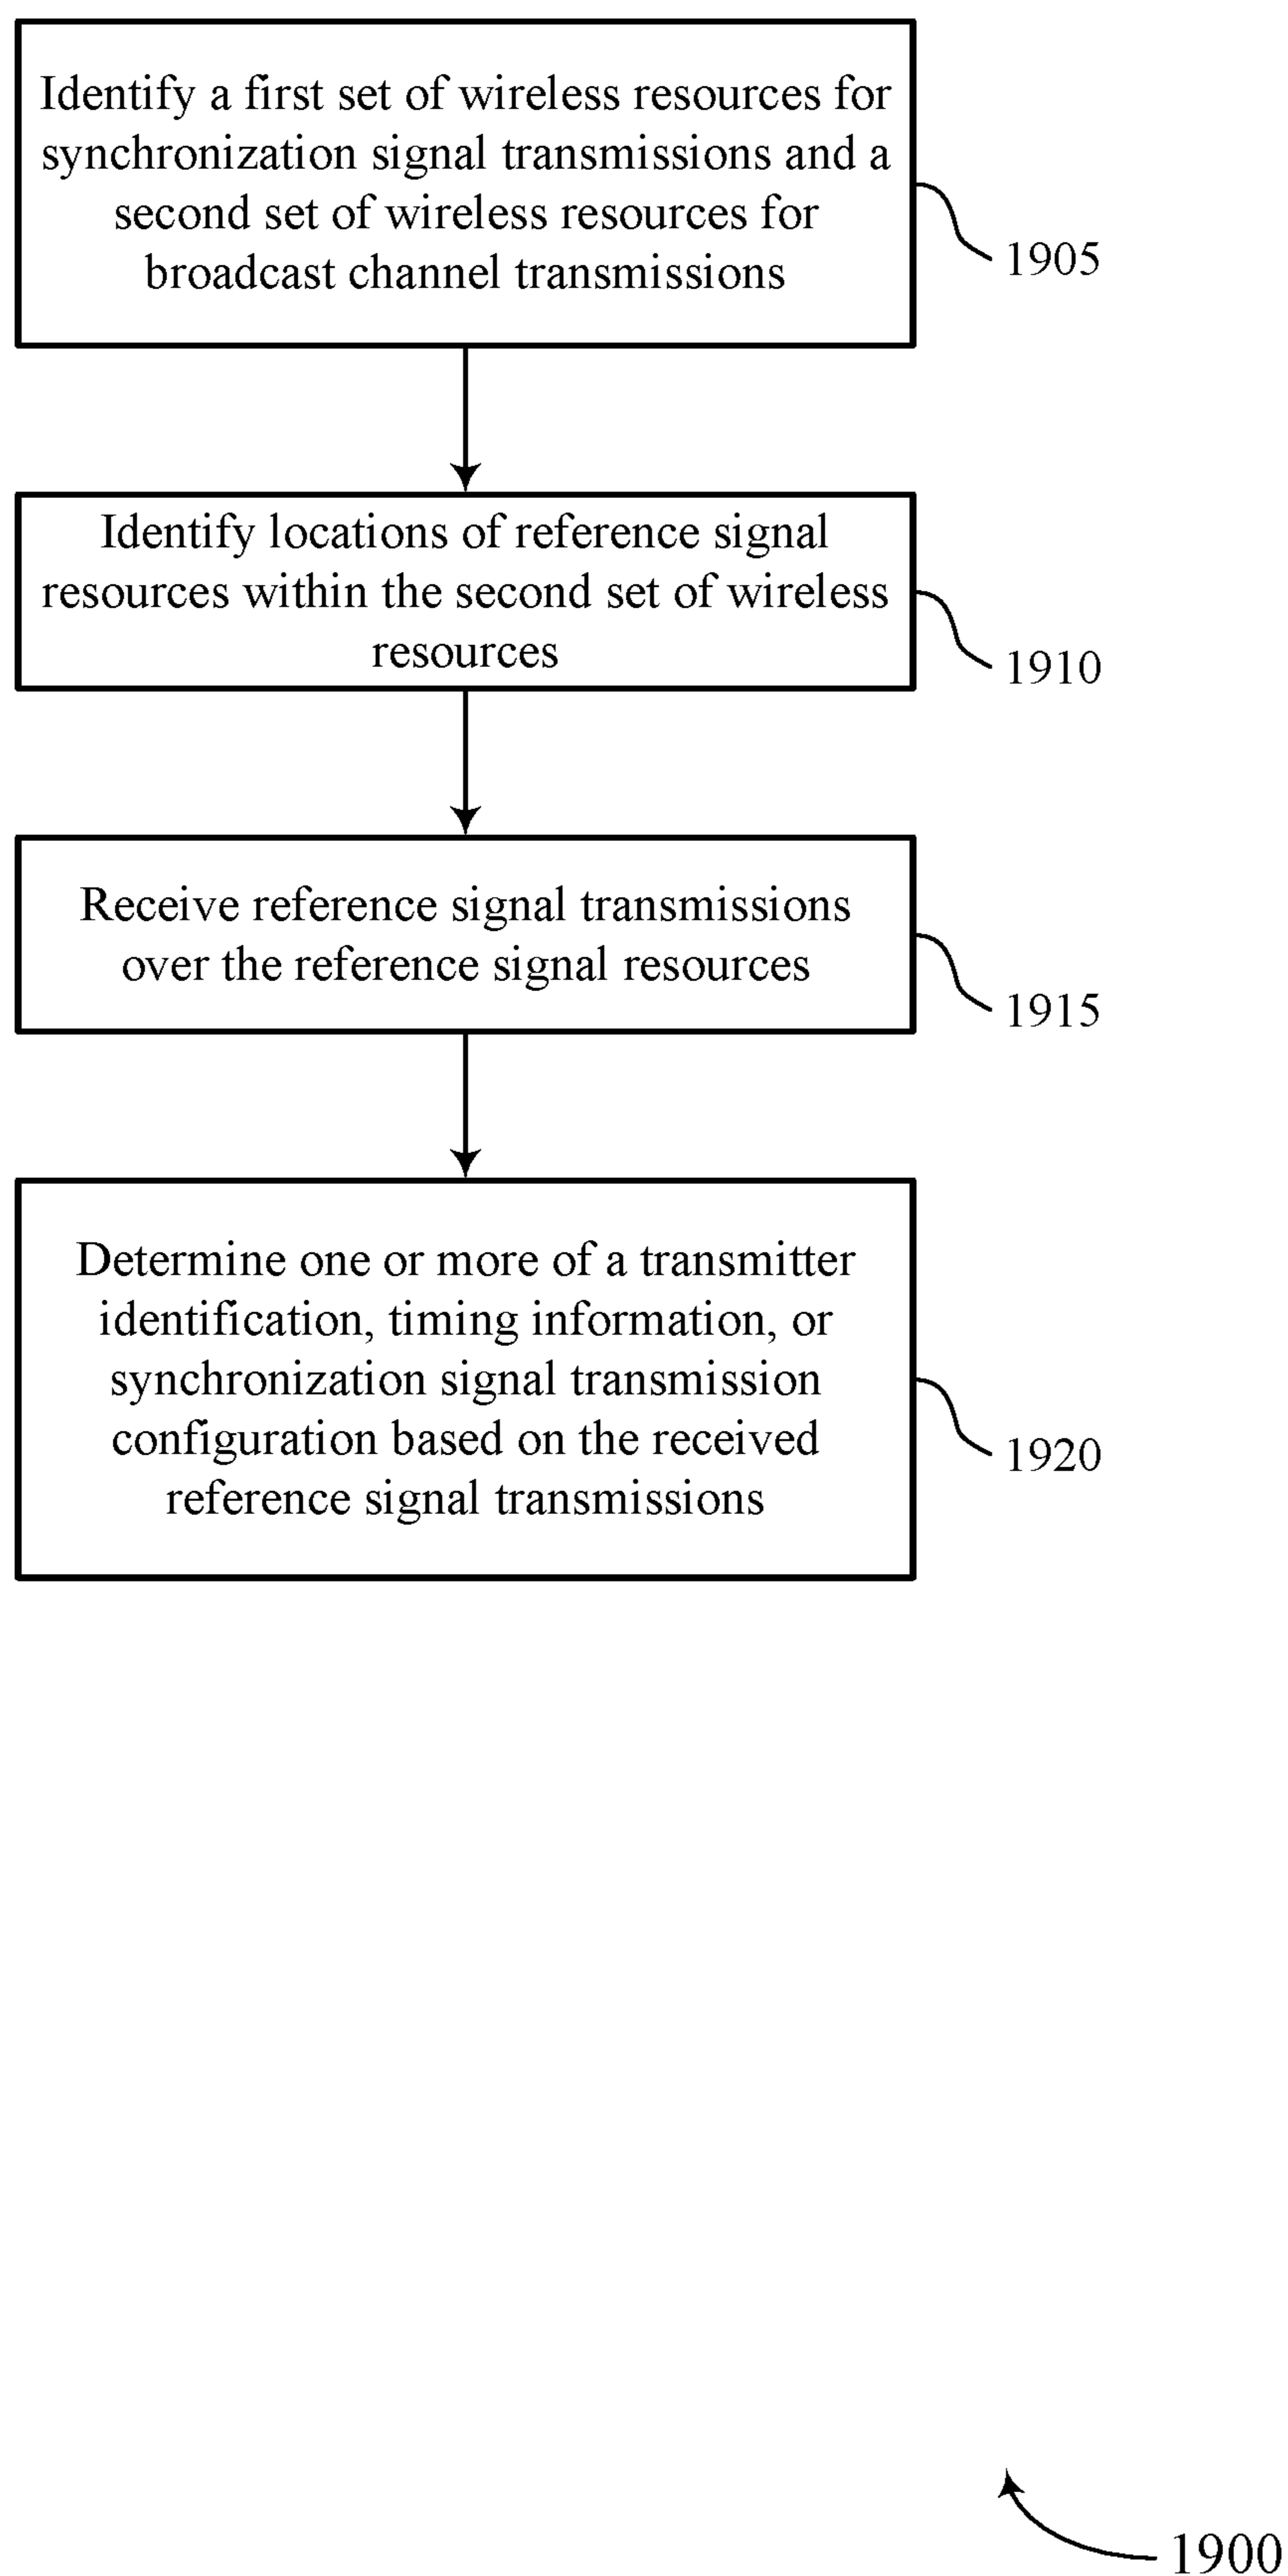 Identify a first set of wireless resources for
synchronization signal transmissions and a
second set of wireless resources for
broadcast channel transmissions
1905
Identify locations of reference signal
resources within the second set of wireless
resources
1910
Receive reference signal transmissions
over the reference signal resources
1915
Determine one or more of a transmitter
identification, timing information, or
synchronization signal transmission
configuration based on the received
reference signal transmissions
1920
1900